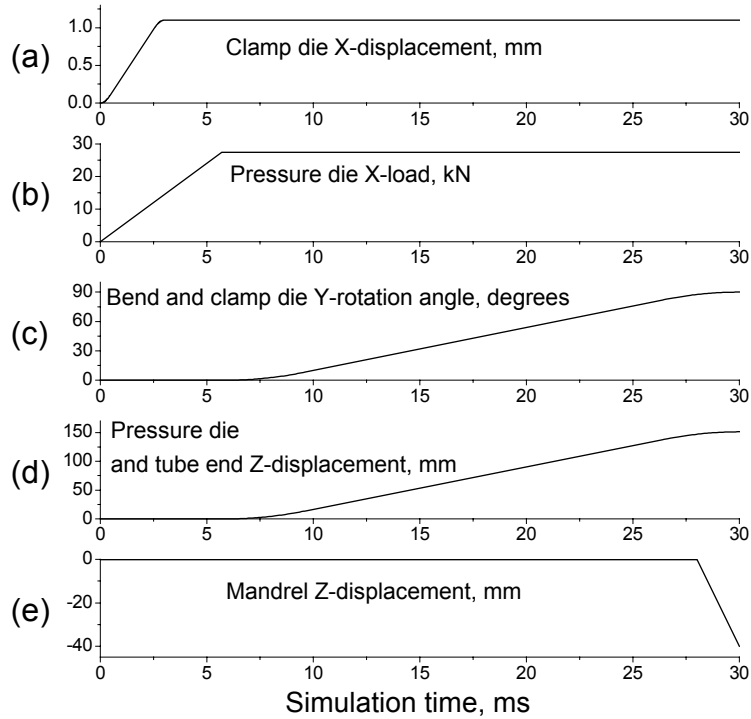 (a)
1.0
0.5
0.0
Clamp die X-displacement, mm
0 5 10 15 20 25 30
(b)
30
20
10
0
Pressure die X-load, kN
0 5 10 15 20 25 30
(c)
90
60
30
0
Bend and clamp die Y-rotation angle, degrees
0 5 10 15 20 25 30
(d)
150
100
50
0
Pressure die
and tube end Z-displacement, mm
0 5 10 15 20 25 30
(e)
0
-20
-40
Mandrel Z-displacement, mm
0 5 10 15 20 25 30
Simulation time, ms